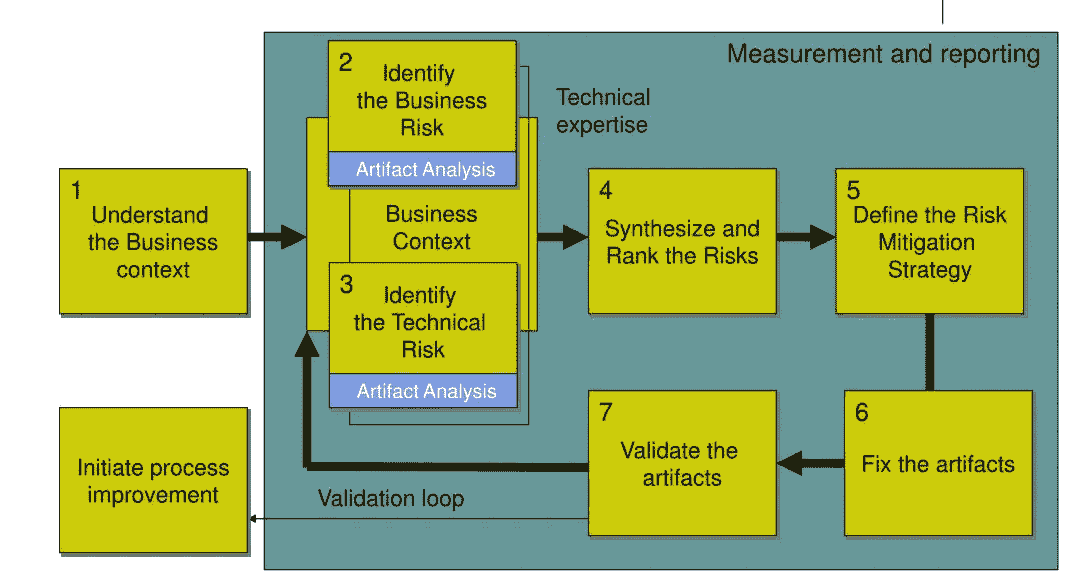 Measurement and reporting
1
Understand
the Business
context
2
Identify
the Business
Risk
Artifact Analysis
Technical
expertise
Business
Context
3
Identify
the Technical
Risk
Artifact Analysis
4
Synthesize and
Rank the Risks
5
Define the Risk
Mitigation
Strategy
6
Fix the artifacts
7
Validate the
artifacts
Validation loop
Initiate process
improvement